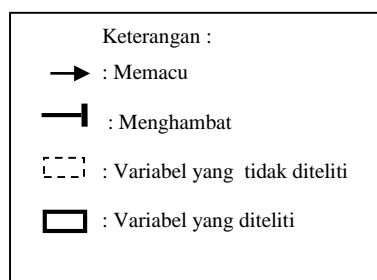 Keterangan :
: Memacu
: Menghambat
: Variabel yang tidak diteliti
: Variabel yang diteliti